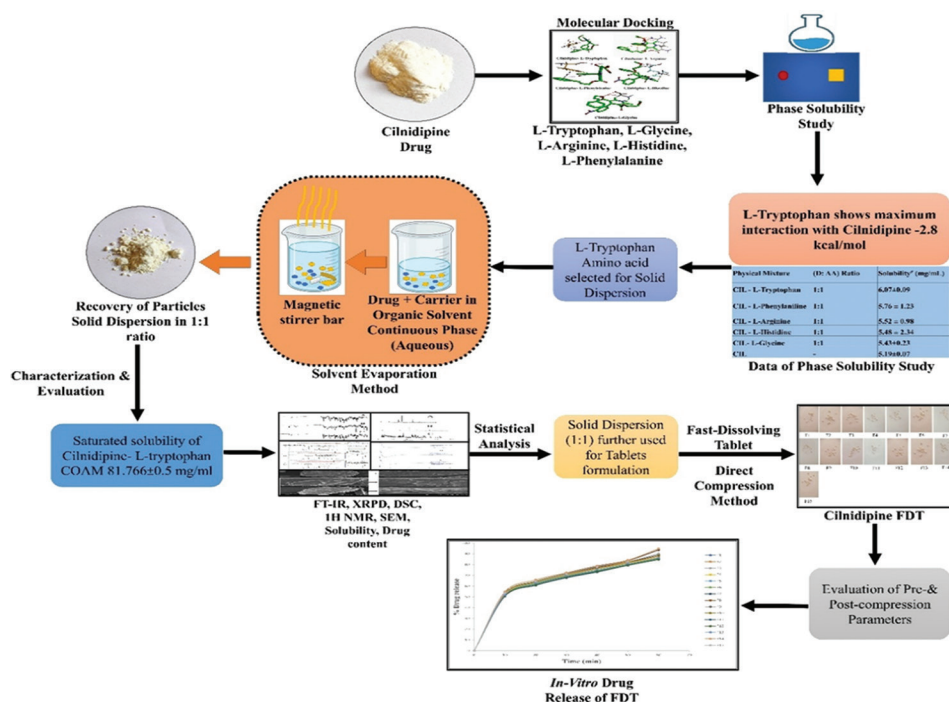 Molecular Docking
Cilnidipine
Drug
L-Tryptophan, L-Glycine,
L-Arginine, L-Histidine,
L-Phenylalanine
Phase Solubility
Study
L-Tryptophan shows maximum
interaction with Cilnidipine -2.8
kcal/mol
Physical Mixture (D: AA) Ratio Solubility (mg/mL)
CIL - L-Tryptophan 1:1 6.07±0.09
CIL - L-Phenylaniline 1:1 5.76 ± 1.23
CIL - L-Arginine 1:1 5.52 ± 0.98
CIL - L-Histidine 1:1 5.48 ± 2.34
CIL- L-Glycine 1:1 5.43±0.23
CIL - 5.19±0.07
Data of Phase Solubility Study
L-Tryptophan
Amino acid
selected for Solid
Dispersion
Magnetic
stirrer bar
Drug + Carrier in
Organic Solvent
Continuous Phase
(Aqueous)
Solvent Evaporation
Method
Recovery of Particles
Solid Dispersion in 1:1
ratio
Characterization &
Evaluation
Saturated solubility of
Cilnidipine- L-tryptophan
COAM 81.766±0.5 mg/ml
FT-IR, XRPD, DSC,
1H NMR, SEM,
Solubility, Drug
content
Statistical
Analysis
Solid Dispersion
(1:1) further used
for Tablets
formulation
Fast-Dissolving
Tablet
Direct
Compression
Method
Cilnidipine FDT
Evaluation of Pre-&
Post-compression
Parameters
% Drug release
Time (min)
In-Vitro Drug
Release of FDT